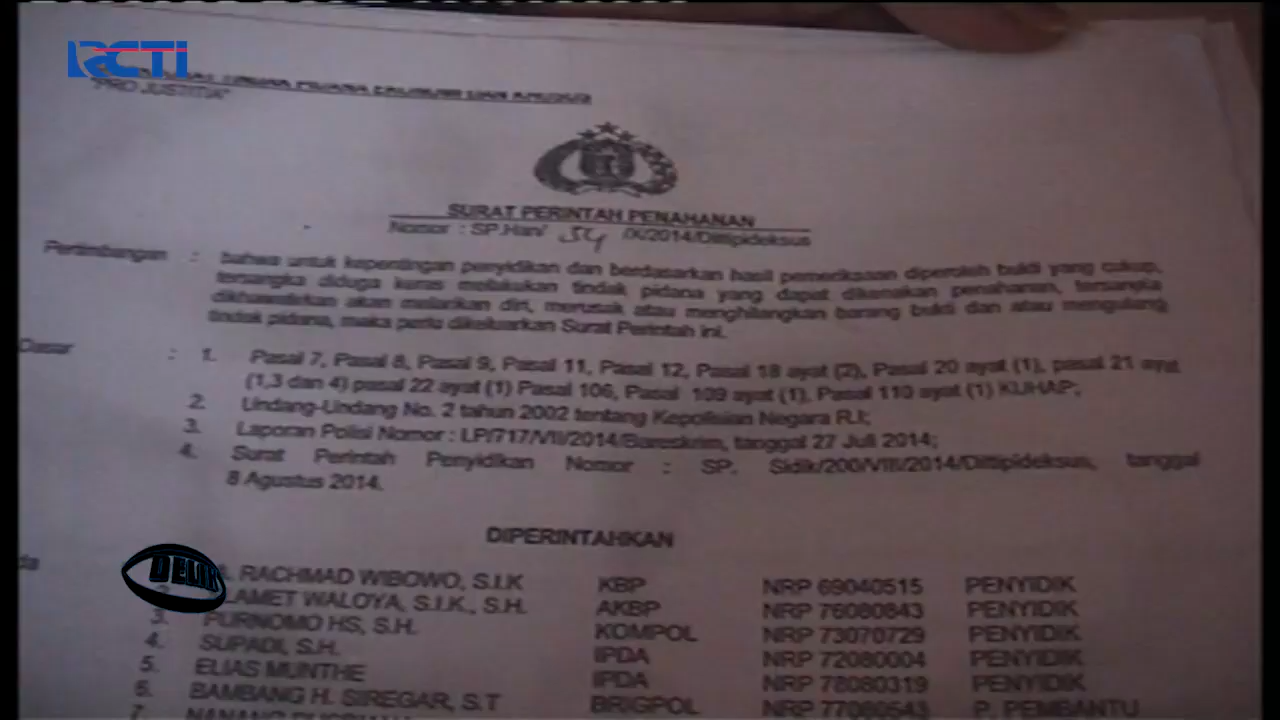 RCTI
"PRO JUSTITIA"
SURAT PERINTAH PENAHANAN
Nomor : SP.Han/ 54 /IX/2014/Dittipideksus
Pertimbangan : bahwa untuk kepentingan penyidikan dan berdasarkan hasil pemeriksaan diperoleh bukti yang cukup,
tersangka diduga keras melakukan tindak pidana yang dapat dikenakan penahanan, tersangka
dikhawatirkan akan melarikan diri, merusak atau menghilangkan barang bukti dan atau mengulangi
tindak pidana, maka perlu dikeluarkan Surat Perintah ini.
Dasar : 1. Pasal 7, Pasal 8, Pasal 9, Pasal 11, Pasal 12, Pasal 18 ayat (2), Pasal 20 ayat (1), pasal 21 ayat
(1,3 dan 4) pasal 22 ayat (1) Pasal 106, Pasal 109 ayat (1), Pasal 110 ayat (1) KUHAP;
2. Undang-Undang No. 2 tahun 2002 tentang Kepolisian Negara R.I;
3. Laporan Polisi Nomor : LP/717/VII/2014/Bareskrim, tanggal 27 Juli 2014;
4. Surat Perintah Penyidikan Nomor : SP. Sidik/200/VIII/2014/Dittipideksus, tanggal
8 Agustus 2014.
DIPERINTAHKAN
RACHMAD WIBOWO, S.I.K KBP NRP 69040515 PENYIDIK
LAMET WALOYA, S.I.K., S.H. AKBP NRP 76080843 PENYIDIK
3. PURNOMO HS, S.H. KOMPOL NRP 73070729 PENYIDIK
4. SUPADI, S.H. IPDA NRP 72080004 PENYIDIK
5. ELIAS MUNTHE IPDA NRP 78080319 PENYIDIK
6. BAMBANG H. SIREGAR, S.T BRIGPOL NRP 77080543 P. PEMBANTU
7. NANANG
DELIK